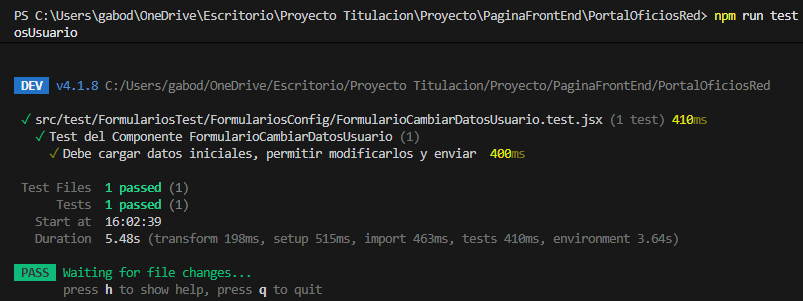 PS C:\Users\gabod\OneDrive\Escritorio\Proyecto Titulacion\Proyecto\PaginaFrontEnd\PortalOficiosRed> npm run test
osUsuario
DEV v4.1.8 C:/Users/gabod/OneDrive/Escritorio/Proyecto Titulacion/Proyecto/PaginaFrontEnd/PortalOficiosRed
✓ src/test/FormulariosTest/FormulariosConfig/FormularioCambiarDatosUsuario.test.jsx (1 test) 410ms
✓ Test del Componente FormularioCambiarDatosUsuario (1)
✓ Debe cargar datos iniciales, permitir modificarlos y enviar 400ms
Test Files 1 passed (1)
Tests 1 passed (1)
Start at 16:02:39
Duration 5.48s (transform 198ms, setup 515ms, import 463ms, tests 410ms, environment 3.64s)
PASS Waiting for file changes...
press h to show help, press q to quit